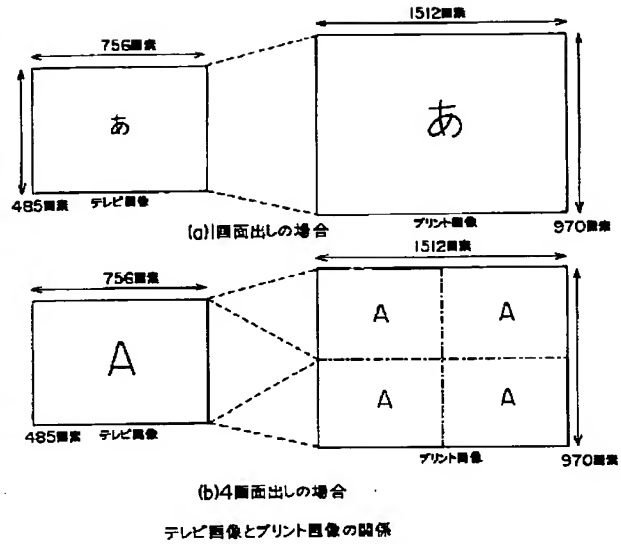 756画素
1512画素
あ
あ
485画素 テレビ画像
プリント画像 970画素
(a)1画面出しの場合
756画素
1512画素
A
A A
A A
485画素 テレビ画像
プリント画像 970画素
(b)4画面出しの場合
テレビ画像とプリント画像の関係